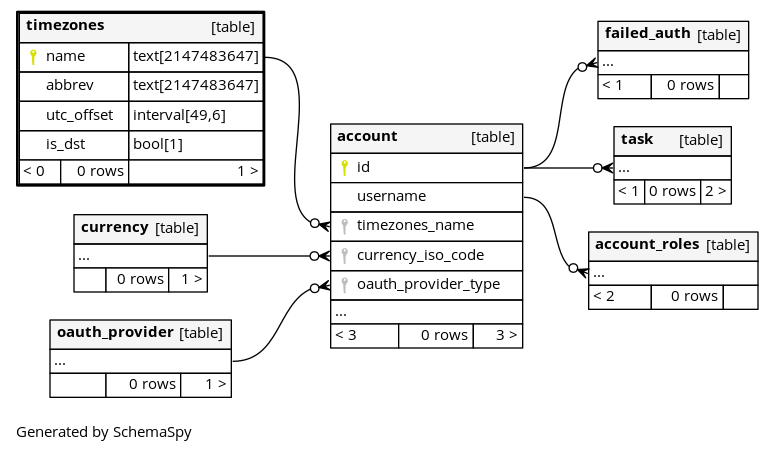 timezones [table]
name text[2147483647]
abbrev text[2147483647]
utc_offset interval[49,6]
is_dst bool[1]
< 0 0 rows 1 >
currency [table]
...
0 rows 1 >
oauth_provider [table]
...
0 rows 1 >
account [table]
id
username
timezones_name
currency_iso_code
oauth_provider_type
...
< 3 0 rows 3 >
failed_auth [table]
...
< 1 0 rows
task [table]
...
< 1 0 rows 2 >
account_roles [table]
...
< 2 0 rows
Generated by SchemaSpy